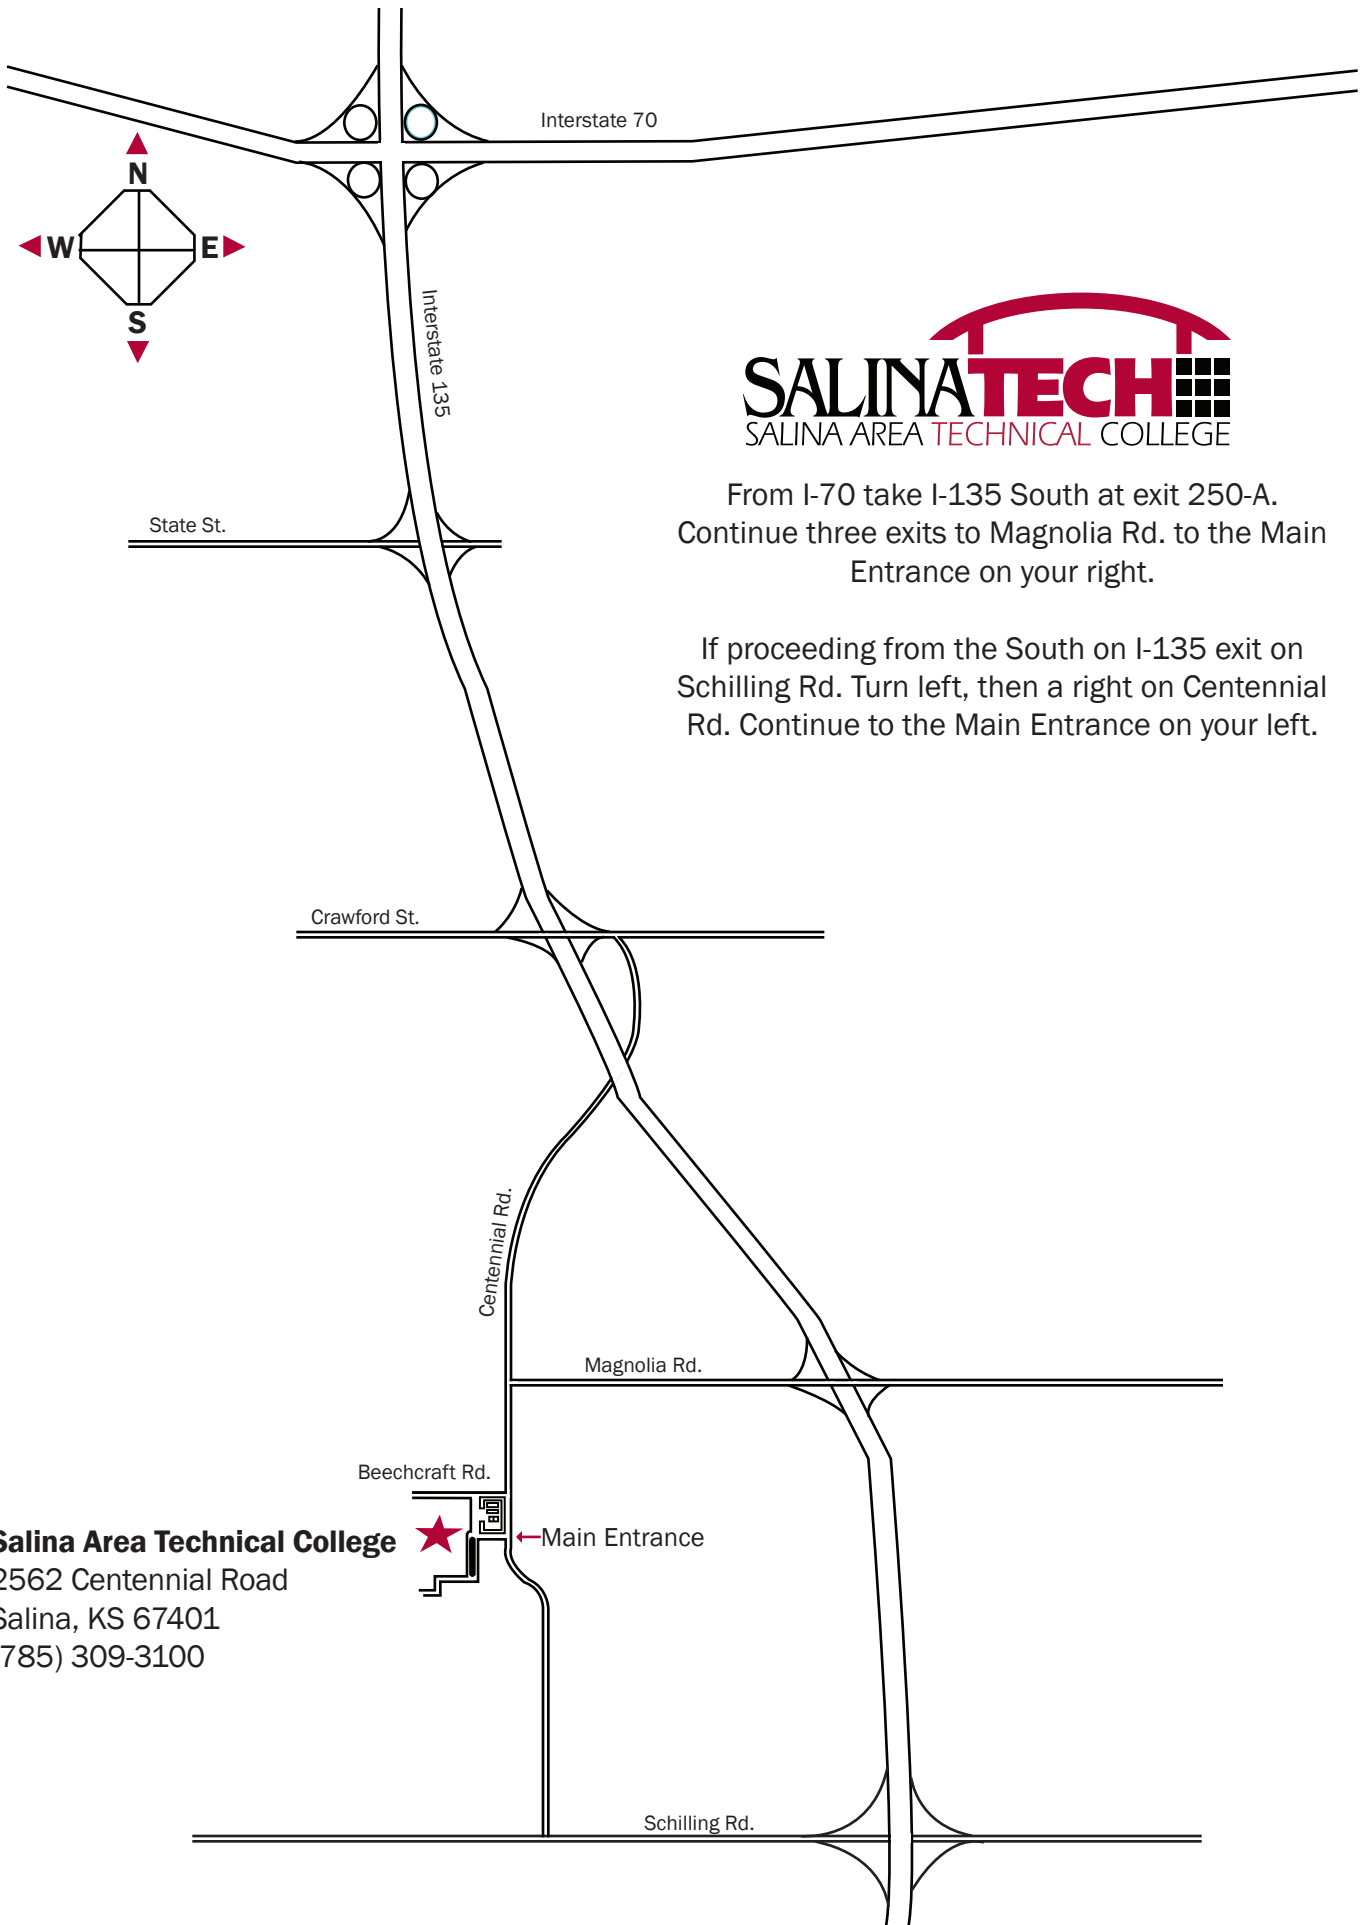 Interstate 70
N
W
E
S
Interstate 135
SALINATECH
SALINA AREA TECHNICAL COLLEGE
From I-70 take I-135 South at exit 250-A.
Continue three exits to Magnolia Rd. to the Main
Entrance on your right.
If proceeding from the South on I-135 exit on
Schilling Rd. Turn left, then a right on Centennial
Rd. Continue to the Main Entrance on your left.
State St.
Crawford St.
Centennial Rd.
Magnolia Rd.
Beechcraft Rd.
Main Entrance
Salina Area Technical College
2562 Centennial Road
Salina, KS 67401
785) 309-3100
Schilling Rd.